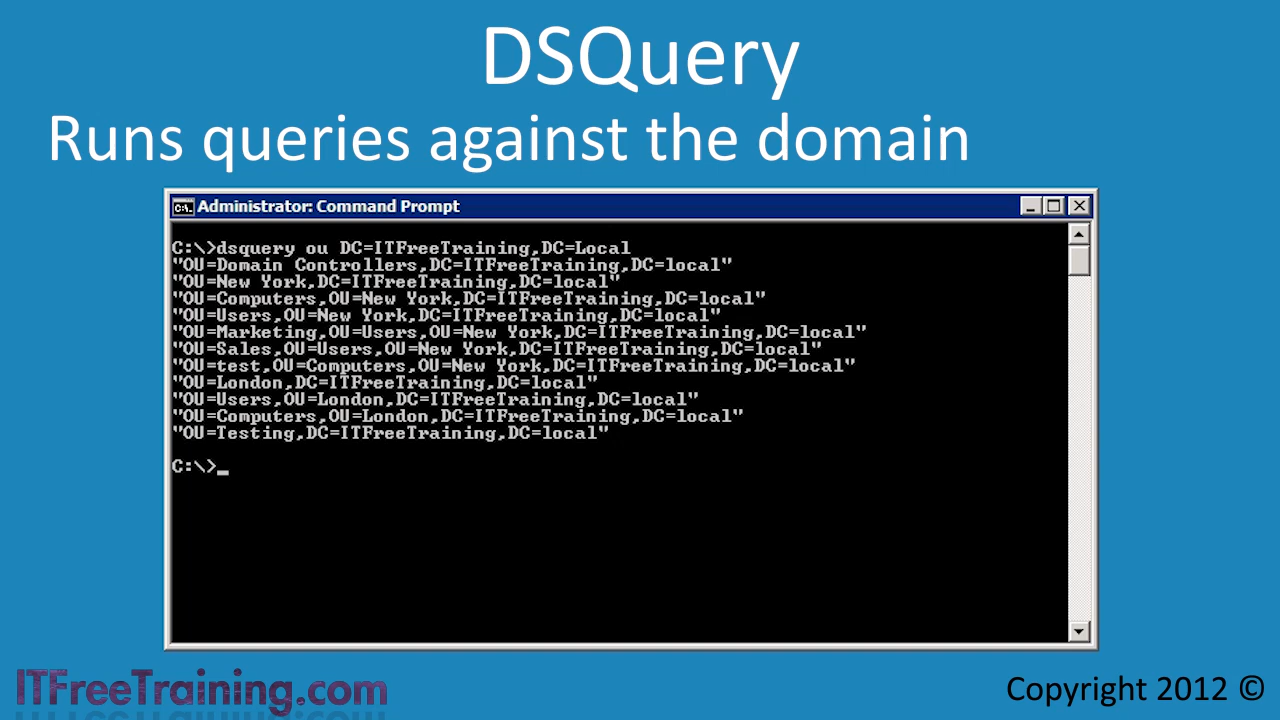 DSQuery
Runs queries against the domain
Administrator: Command Prompt
C:\>dsquery ou DC=ITFreeTraining,DC=Local
"OU=Domain Controllers,DC=ITFreeTraining,DC=local"
"OU=New York,DC=ITFreeTraining,DC=local"
"OU=Computers,OU=New York,DC=ITFreeTraining,DC=local"
"OU=Users,OU=New York,DC=ITFreeTraining,DC=local"
"OU=Marketing,OU=Users,OU=New York,DC=ITFreeTraining,DC=local"
"OU=Sales,OU=Users,OU=New York,DC=ITFreeTraining,DC=local"
"OU=test,OU=Computers,OU=New York,DC=ITFreeTraining,DC=local"
"OU=London,DC=ITFreeTraining,DC=local"
"OU=Users,OU=London,DC=ITFreeTraining,DC=local"
"OU=Computers,OU=London,DC=ITFreeTraining,DC=local"
"OU=Testing,DC=ITFreeTraining,DC=local"
C:\>_
ITFreeTraining.com
Copyright 2012 ©